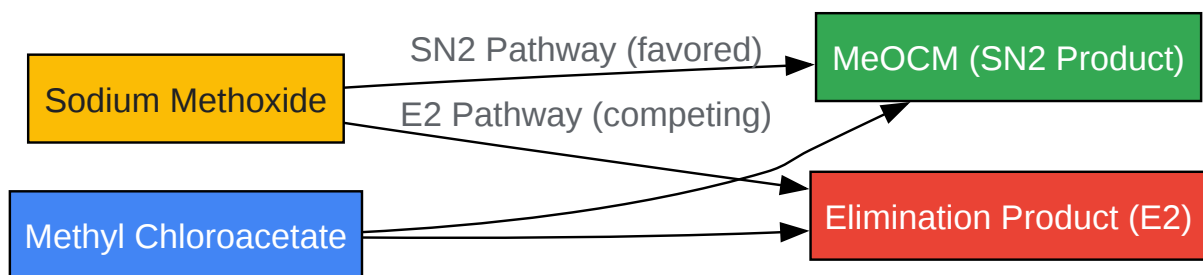 SN2 Pathway (favored)
MeOCM (SN2 Product)
Sodium Methoxide
E2 Pathway (competing)
Elimination Product (E2)
Methyl Chloroacetate